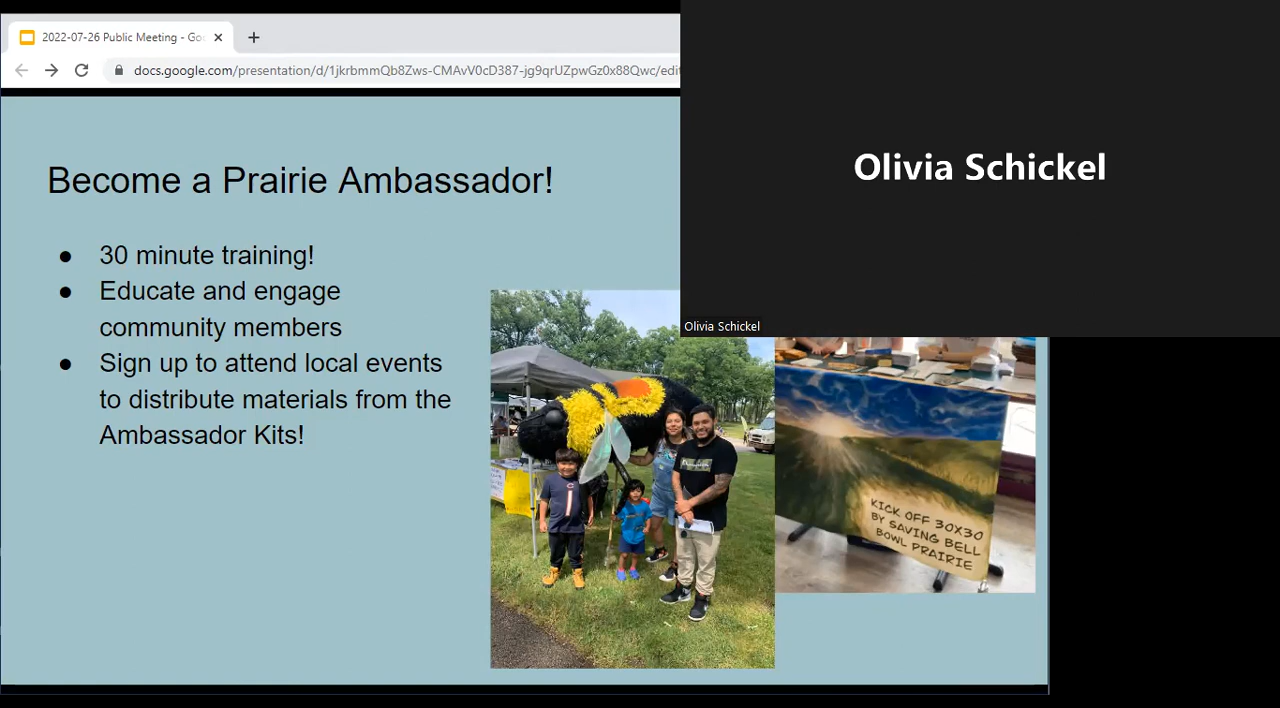 2022-07-26 Public Meeting - Go
docs.google.com/presentation/d/1jkrbmmQb8Zws-CMAvV0cD387-jg9qrUZpwGz0x88Qwc/edit
Become a Prairie Ambassador!
● 30 minute training!
● Educate and engage
community members
● Sign up to attend local events
to distribute materials from the
Ambassador Kits!
Olivia Schickel
Olivia Schickel
KICK OFF 30X30
BY SAVING BELL
BOWL PRAIRIE